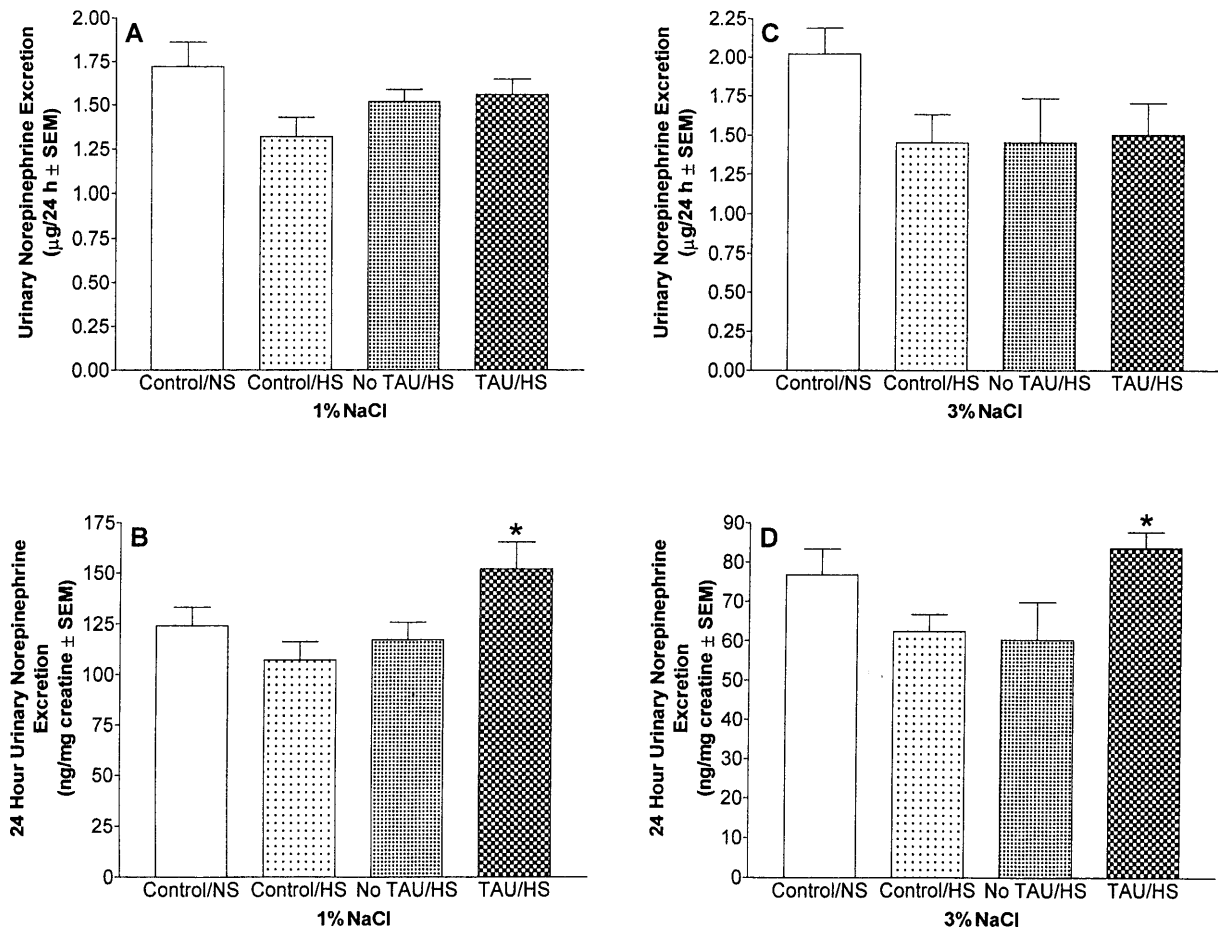 A
Urinary Norepinephrine Excretion
(μg/24 h ± SEM)
2.00
1.75
1.50
1.25
1.00
0.75
0.50
0.25
0.00
Control/NS Control/HS No TAU/HS TAU/HS
1% NaCl
C
Urinary Norepinephrine Excretion
(μg/24 h ± SEM)
2.25
2.00
1.75
1.50
1.25
1.00
0.75
0.50
0.25
0.00
Control/NS Control/HS No TAU/HS TAU/HS
3% NaCl
B
24 Hour Urinary Norepinephrine
Excretion
(ng/mg creatine ± SEM)
175
150
125
100
75
50
25
0
*
Control/NS Control/HS No TAU/HS TAU/HS
1% NaCl
D
24 Hour Urinary Norepinephrine
Excretion
(ng/mg creatine ± SEM)
90
80
70
60
50
40
30
20
10
0
*
Control/NS Control/HS No TAU/HS TAU/HS
3% NaCl